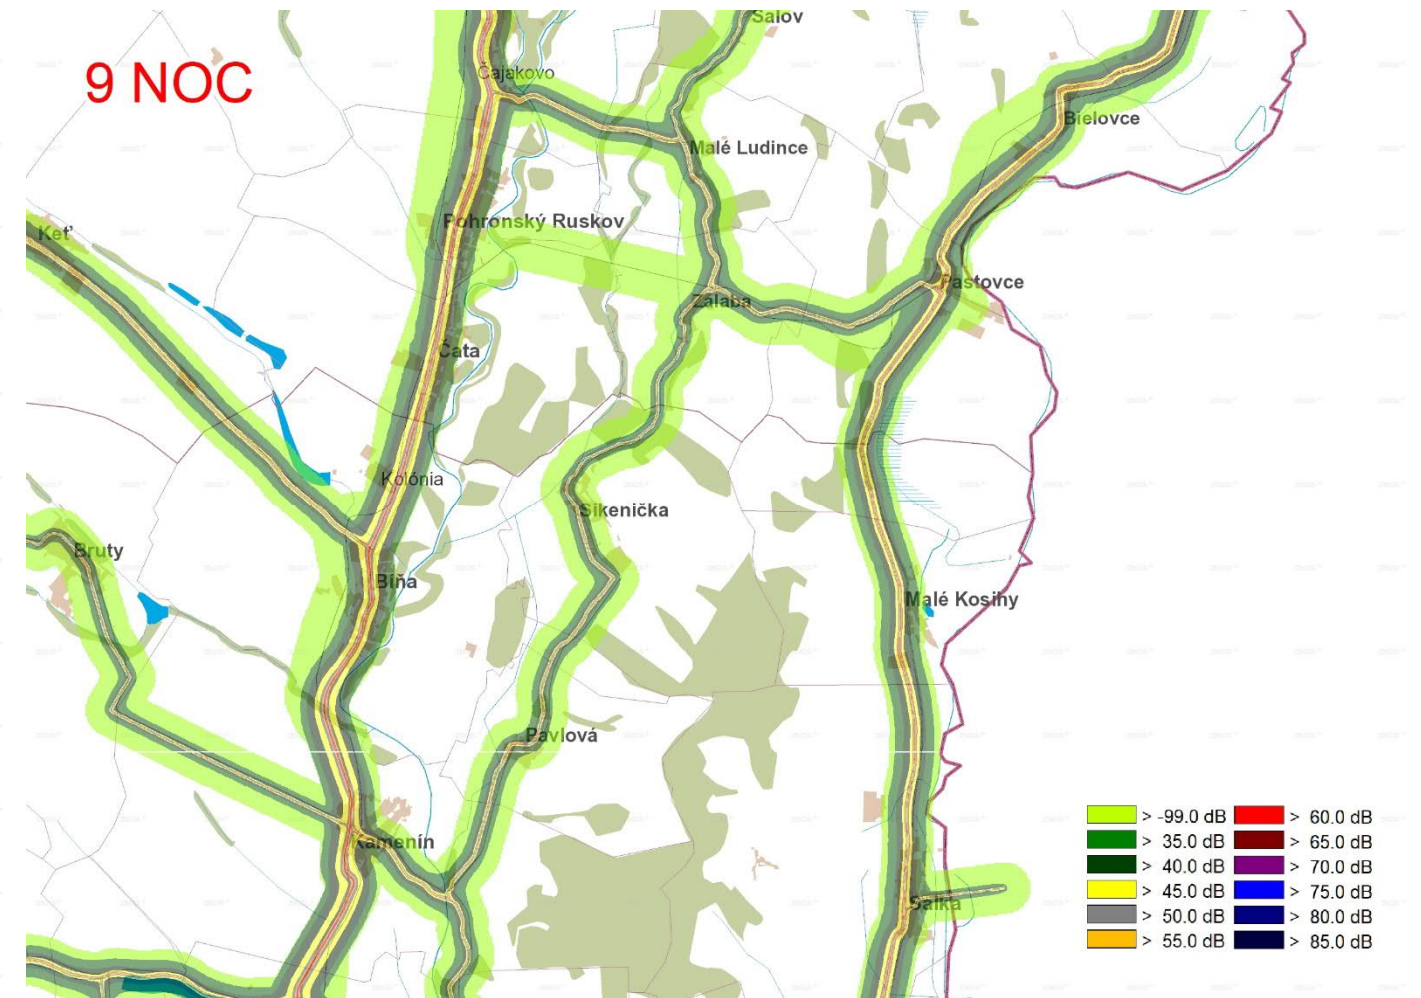 Šalov
9 NOC
Čajakovo
Bielovce
Malé Ludince
Pohronský Ruskov
Keť
Pastovce
Zálaba
Čata
Kolónia
Sikenička
Bruty
Bíňa
Malé Kosihy
Pavlová
Kamenín
Salka
> -99.0 dB > 60.0 dB
> 35.0 dB > 65.0 dB
> 40.0 dB > 70.0 dB
> 45.0 dB > 75.0 dB
> 50.0 dB > 80.0 dB
> 55.0 dB > 85.0 dB